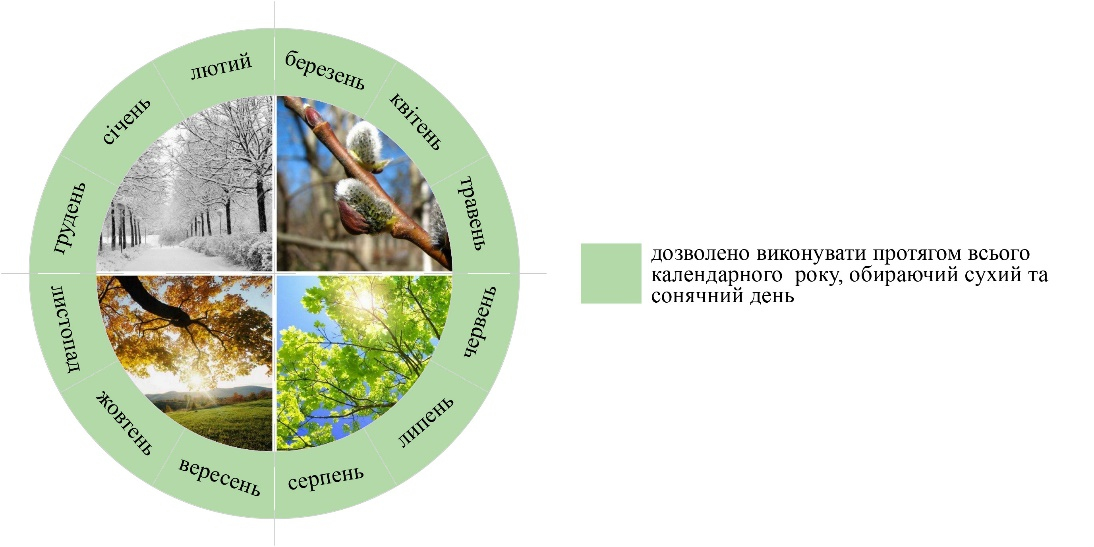 лютий
березень
січень
квітень
грудень
травень
листопад
червень
жовтень
липень
вересень
серпень
дозволено виконувати протягом всього
календарного року, обираючий сухий та
сонячний день